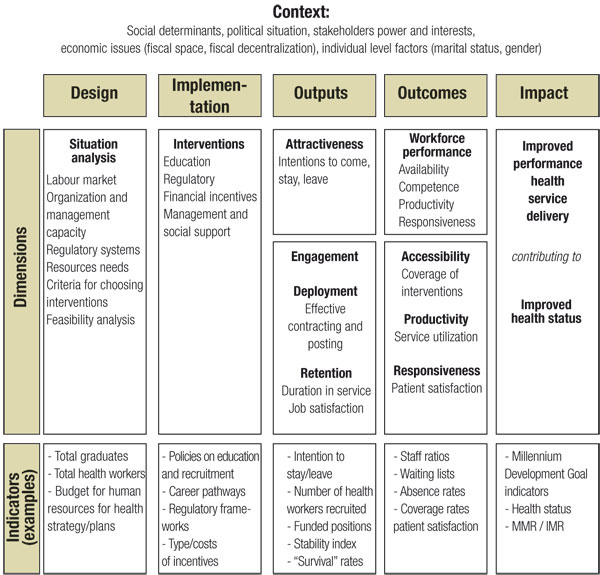 Context:
Social determinants, political situation, stakeholders power and interests,
economic issues (fiscal space, fiscal decentralization), individual level factors (marital status, gender)
Design
Implemen-
tation
Outputs
Outcomes
Impact
Dimensions
Situation
analysis
Labour market
Organization and
management
capacity
Regulatory systems
Resources needs
Criteria for choosing
interventions
Feasibility analysis
Interventions
Education
Regulatory
Financial incentives
Management and
social support
Attractiveness
Intentions to come,
stay, leave
Engagement
Deployment
Effective
contracting and
posting
Retention
Duration in service
Job satisfaction
Workforce
performance
Availability
Competence
Productivity
Responsiveness
Accessibility
Coverage of
interventions
Productivity
Service utilization
Responsiveness
Patient satisfaction
Improved
performance
health
service
delivery
contributing to
Improved
health status
Indicators
(examples)
- Total graduates
- Total health workers
- Budget for human
resources for health
strategy/plans
- Policies on education
and recruitment
- Career pathways
- Regulatory frame-
works
- Type/costs
of incentives
- Intention to
stay/leave
- Number of health
workers recruited
- Funded positions
- Stability index
- “Survival” rates
- Staff ratios
- Waiting lists
- Absence rates
- Coverage rates
patient satisfaction
- Millennium
Development Goal
indicators
- Health status
- MMR / IMR